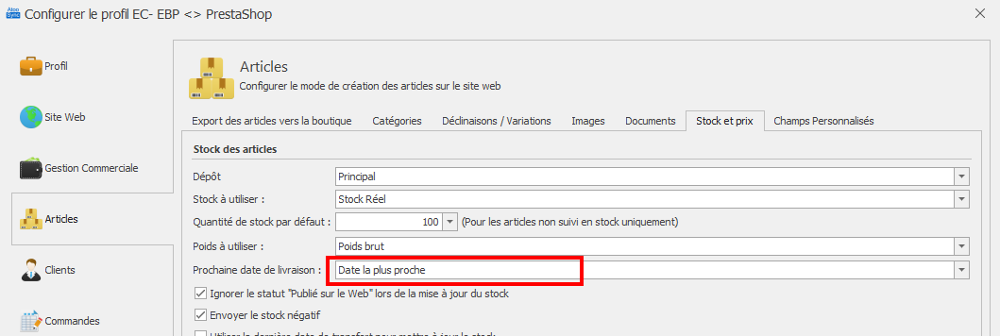 Atoo
Sync
Configurer le profil EC- EBP <> PrestaShop
Profil
Site Web
Gestion Commerciale
Articles
Clients
Commandes
Articles
Configurer le mode de création des articles sur le site web
Export des articles vers la boutique Catégories Déclinaisons / Variations Images Documents Stock et prix Champs Personnalisés
Stock des articles
Dépôt Principal
Stock à utiliser : Stock Réel
Quantité de stock par défaut : 100 (Pour les articles non suivi en stock uniquement)
Poids à utiliser : Poids brut
Prochaine date de livraison : Date la plus proche
Ignorer le statut "Publié sur le Web" lors de la mise à jour du stock
Envoyer le stock négatif
Utiliser la dernière date de transfert pour mettre à jour le stock